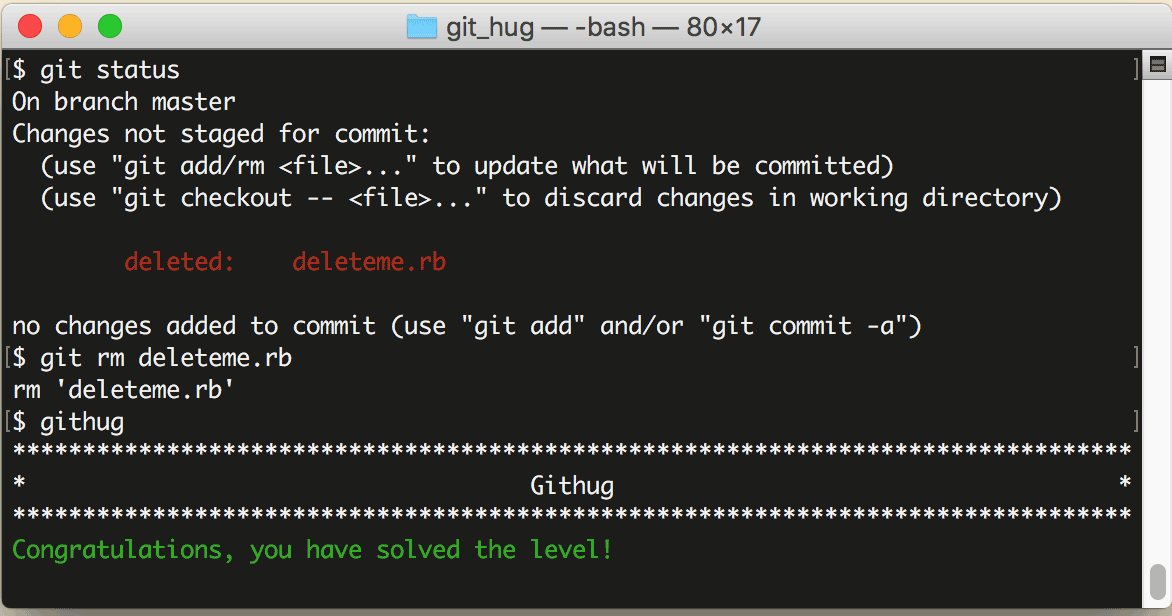 git_hug — -bash — 80×17
[$ git status ]
On branch master
Changes not staged for commit:
  (use "git add/rm <file>..." to update what will be committed)
  (use "git checkout -- <file>..." to discard changes in working directory)
        deleted:    deleteme.rb
no changes added to commit (use "git add" and/or "git commit -a")
[$ git rm deleteme.rb ]
rm 'deleteme.rb'
[$ githug ]
********************************************************************************
*                                    Githug                                    *
********************************************************************************
Congratulations, you have solved the level!